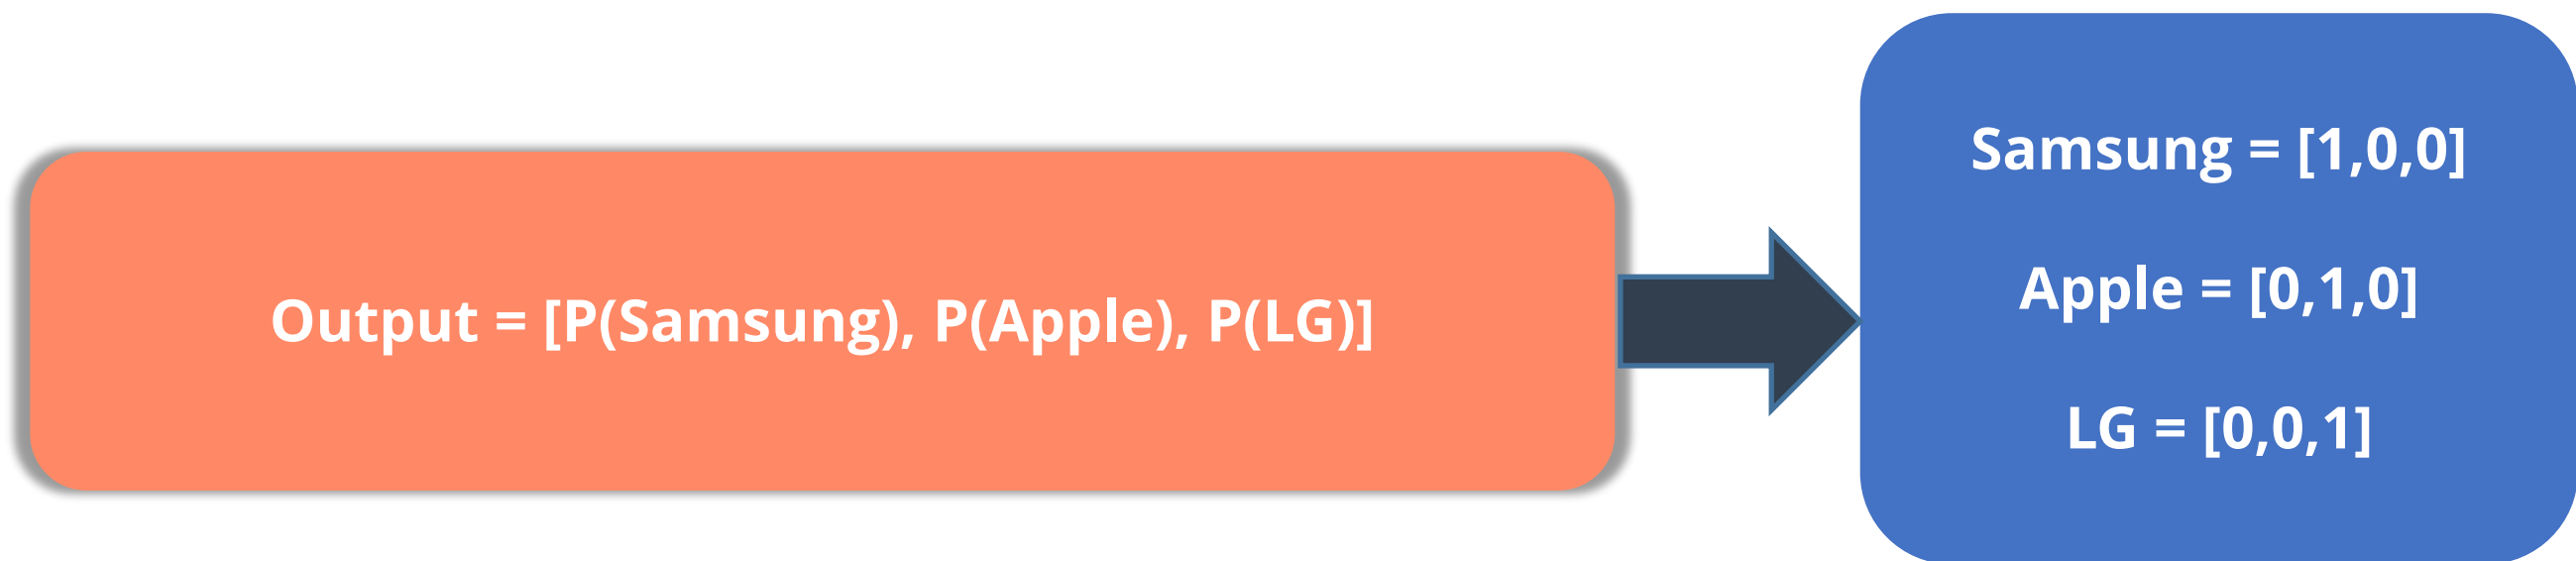 Output = [P(Samsung), P(Apple), P(LG)]
Samsung = [1,0,0]
Apple = [0,1,0]
LG = [0,0,1]